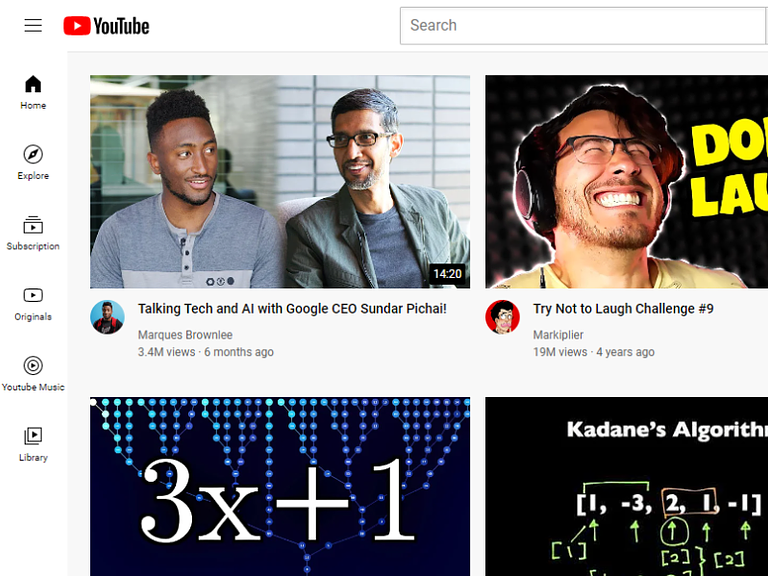 YouTube
Search
Home
Explore
Subscription
Originals
Youtube Music
Library
14:20
Talking Tech and AI with Google CEO Sundar Pichai!
Marques Brownlee
3.4M views · 6 months ago
DO
LAU
Try Not to Laugh Challenge #9
Markiplier
19M views · 4 years ago
3x+1
Kadane's Algorith
[1, -3, 2, 1, -1]
[1]
[2] } [2]